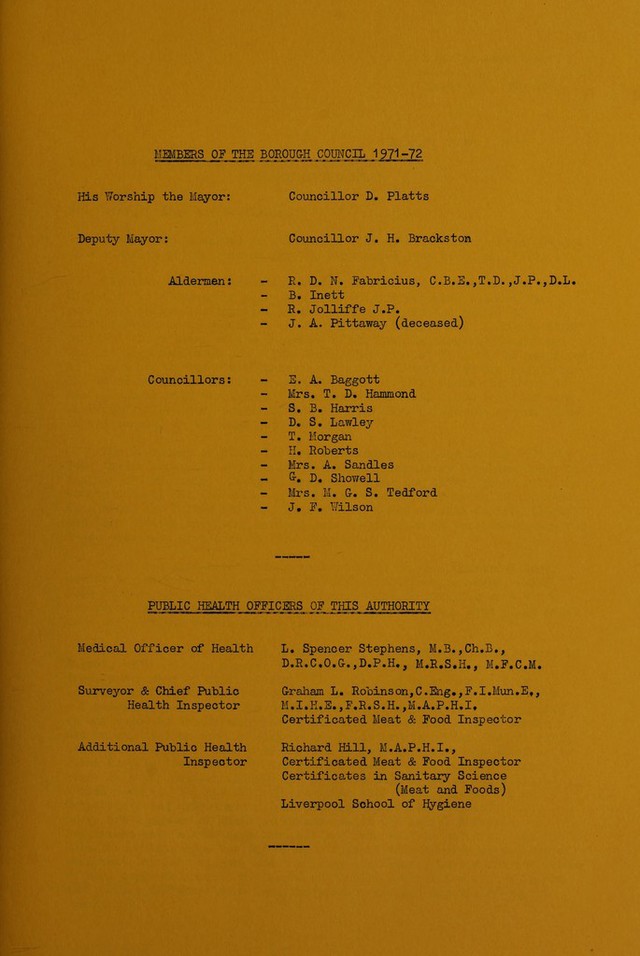 MEMBERS OF THE BOROUGH COUNCIL 1971-72
His Worship the Mayor: Councillor D. Platts
Deputy Mayor: Councillor J. H. Brackston
Aldermen: - R. D. N. Fabricius, C.B.E.,T.D.,J.P.,D.L.
- B. Inett
- R. Jolliffe J.P.
- J. A. Pittaway (deceased)
Councillors: - E. A. Baggott
- Mrs. T. D. Hammond
- S. B. Harris
- D. S. Lawley
- T. Morgan
- H. Roberts
- Mrs. A. Sandles
- G. D. Showell
- Mrs. M. G. S. Tedford
- J. F. Wilson
-----
PUBLIC HEALTH OFFICERS OF THIS AUTHORITY
Medical Officer of Health L. Spencer Stephens, M.B.,Ch.B.,
D.R.C.O.G.,D.P.H., M.R.S.H., M.F.C.M.
Surveyor & Chief Public Graham L. Robinson,C.Eng.,F.I.Mun.E.,
Health Inspector M.I.H.E.,F.R.S.H.,M.A.P.H.I.
Certificated Meat & Food Inspector
Additional Public Health Richard Hill, M.A.P.H.I.,
Inspector Certificated Meat & Food Inspector
Certificates in Sanitary Science
(Meat and Foods)
Liverpool School of Hygiene
------